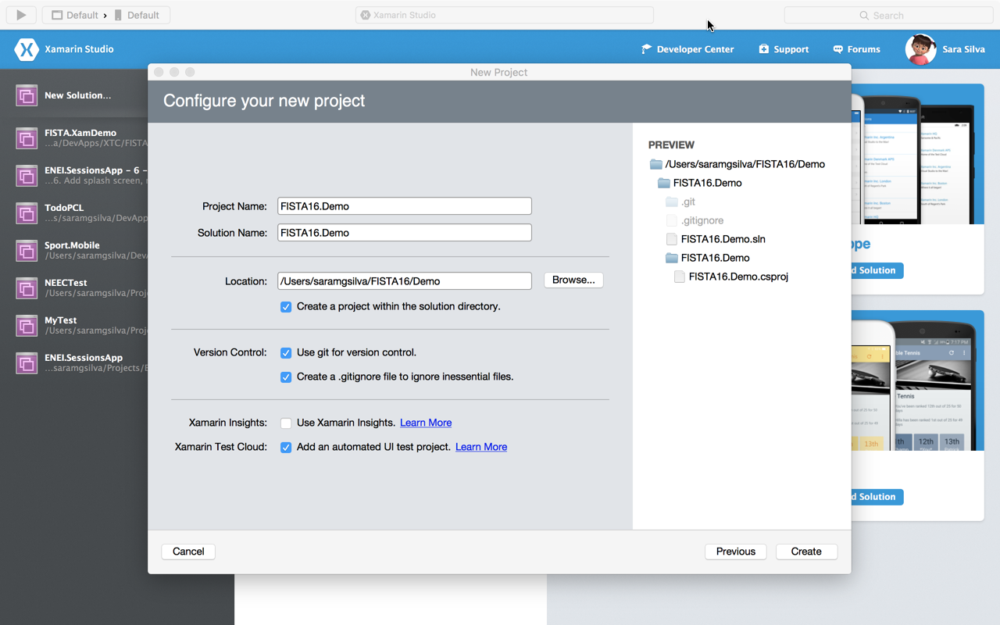 Default › Default
Xamarin Studio
Search
Xamarin Studio
Developer Center
Support
Forums
Sara Silva
New Project
New Solution...
FISTA.XamDemo
...a/DevApps/XTC/FISTA
ENEI.SessionsApp - 6 -
...6. Add splash screen,
TodoPCL
...s/saramgsilva/DevApp
Sport.Mobile
/Users/saramgsilva/Dev
NEECTest
/Users/saramgsilva/Proj
MyTest
/Users/saramgsilva/Proj
ENEI.SessionsApp
...saramgsilva/Projects/E
Configure your new project
Project Name: FISTA16.Demo
Solution Name: FISTA16.Demo
Location: /Users/saramgsilva/FISTA16/Demo Browse...
Create a project within the solution directory.
Version Control: Use git for version control.
Create a .gitignore file to ignore inessential files.
Xamarin Insights: Use Xamarin Insights. Learn More
Xamarin Test Cloud: Add an automated UI test project. Learn More
PREVIEW
/Users/saramgsilva/FISTA16/Demo
FISTA16.Demo
.git
.gitignore
FISTA16.Demo.sln
FISTA16.Demo
FISTA16.Demo.csproj
Cancel
Previous
Create
ope
d Solution
7:17 PM
ble Tennis
Tennis
13th
th
12th
13th
d Solution